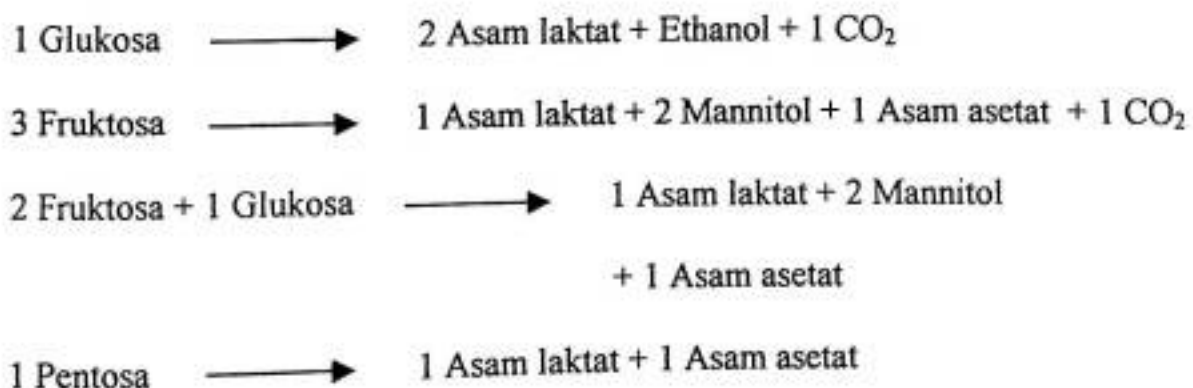 1 Glukosa → 2 Asam laktat + Ethanol + 1 CO₂
3 Fruktosa → 1 Asam laktat + 2 Mannitol + 1 Asam asetat + 1 CO₂
2 Fruktosa + 1 Glukosa → 1 Asam laktat + 2 Mannitol
+ 1 Asam asetat
1 Pentosa → 1 Asam laktat + 1 Asam asetat